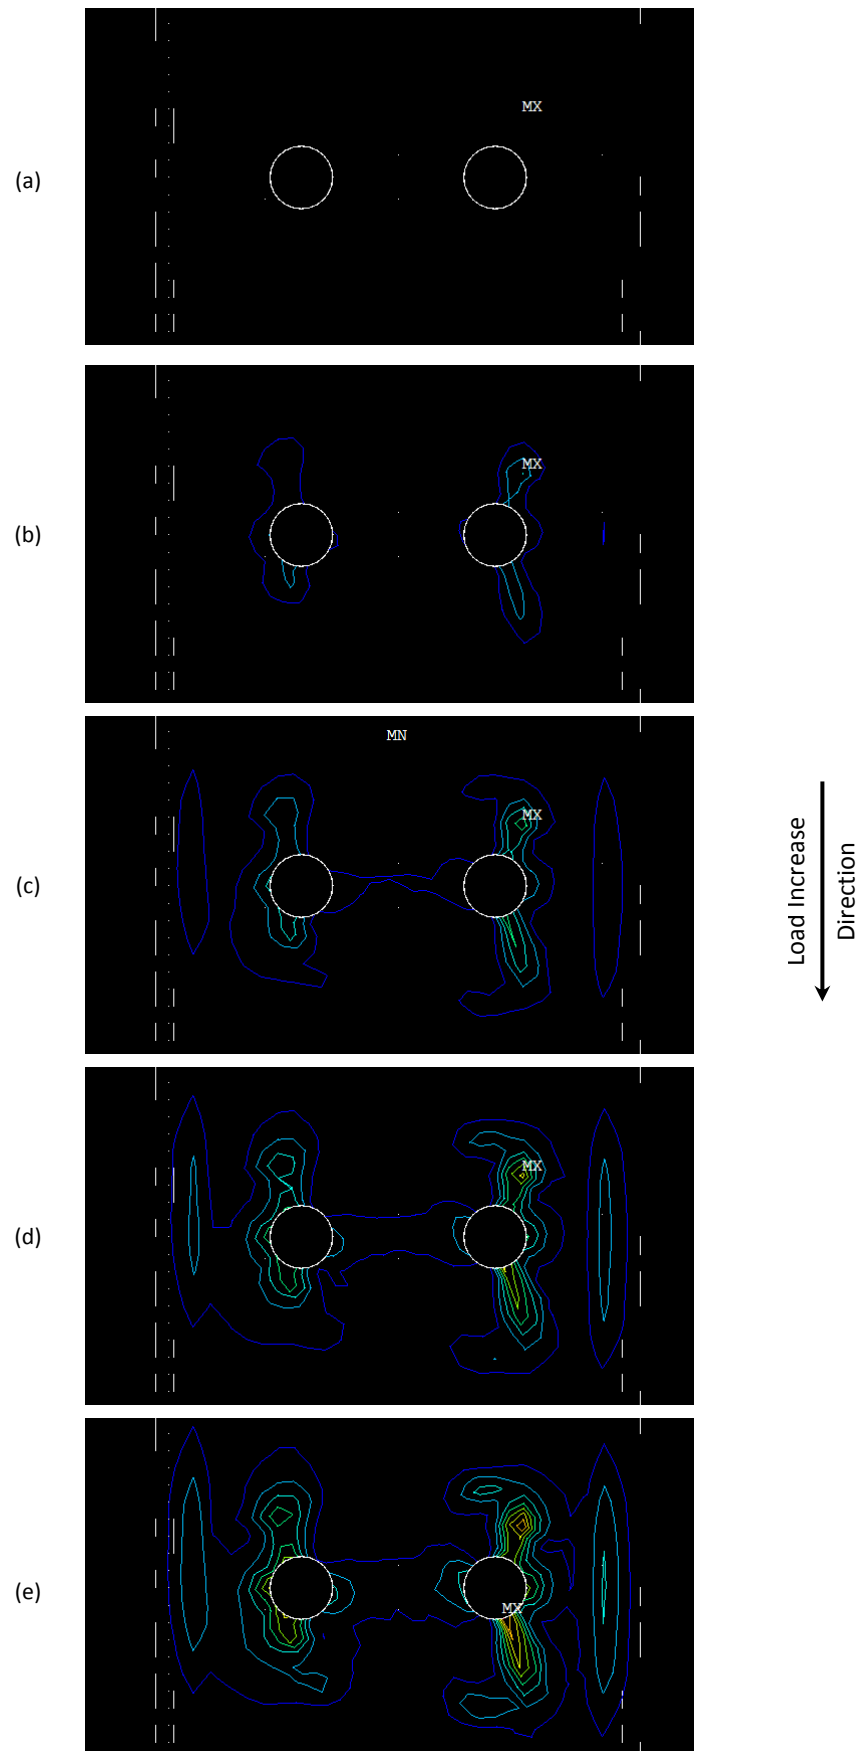 (a)
MX
(b)
MX
MN
(c)
MX
Load Increase
Direction
(d)
MX
(e)
MX